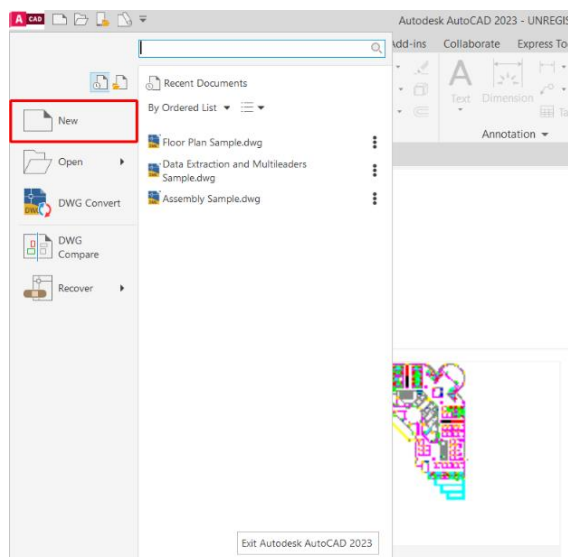 A CAD
Autodesk AutoCAD 2023 - UNREGIS
Add-ins Collaborate Express Too
Recent Documents
By Ordered List
New
Open
DWG Convert
DWG
Compare
Recover
Floor Plan Sample.dwg
Data Extraction and Multileaders
Sample.dwg
Assembly Sample.dwg
A
Text Dimension
Ta
Annotation
Exit Autodesk AutoCAD 2023